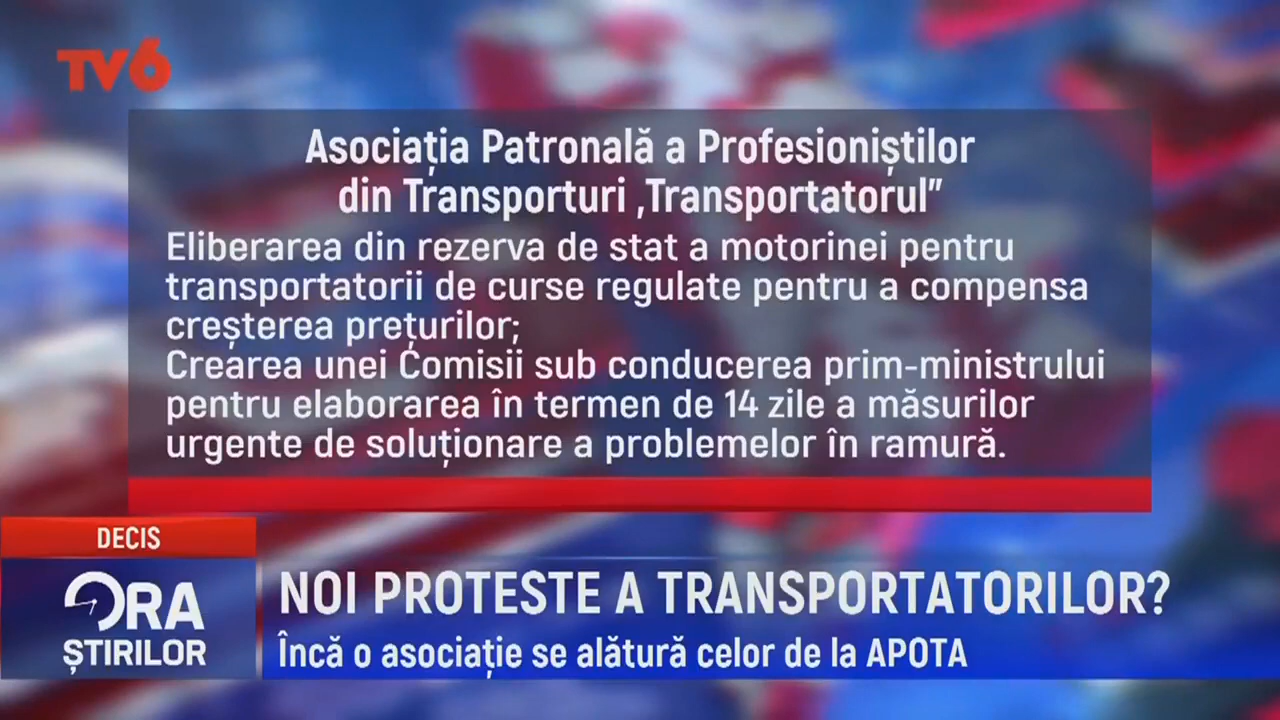 TV6
Asociația Patronală a Profesioniștilor
din Transporturi ‚Transportatorul”
Eliberarea din rezerva de stat a motorinei pentru
transportatorii de curse regulate pentru a compensa
creșterea prețurilor;
Crearea unei Comisii sub conducerea prim-ministrului
pentru elaborarea în termen de 14 zile a măsurilor
urgente de soluționare a problemelor în ramură.
DECIS
ORA
ȘTIRILOR
NOI PROTESTE A TRANSPORTATORILOR?
Încă o asociație se alătură celor de la APOTA